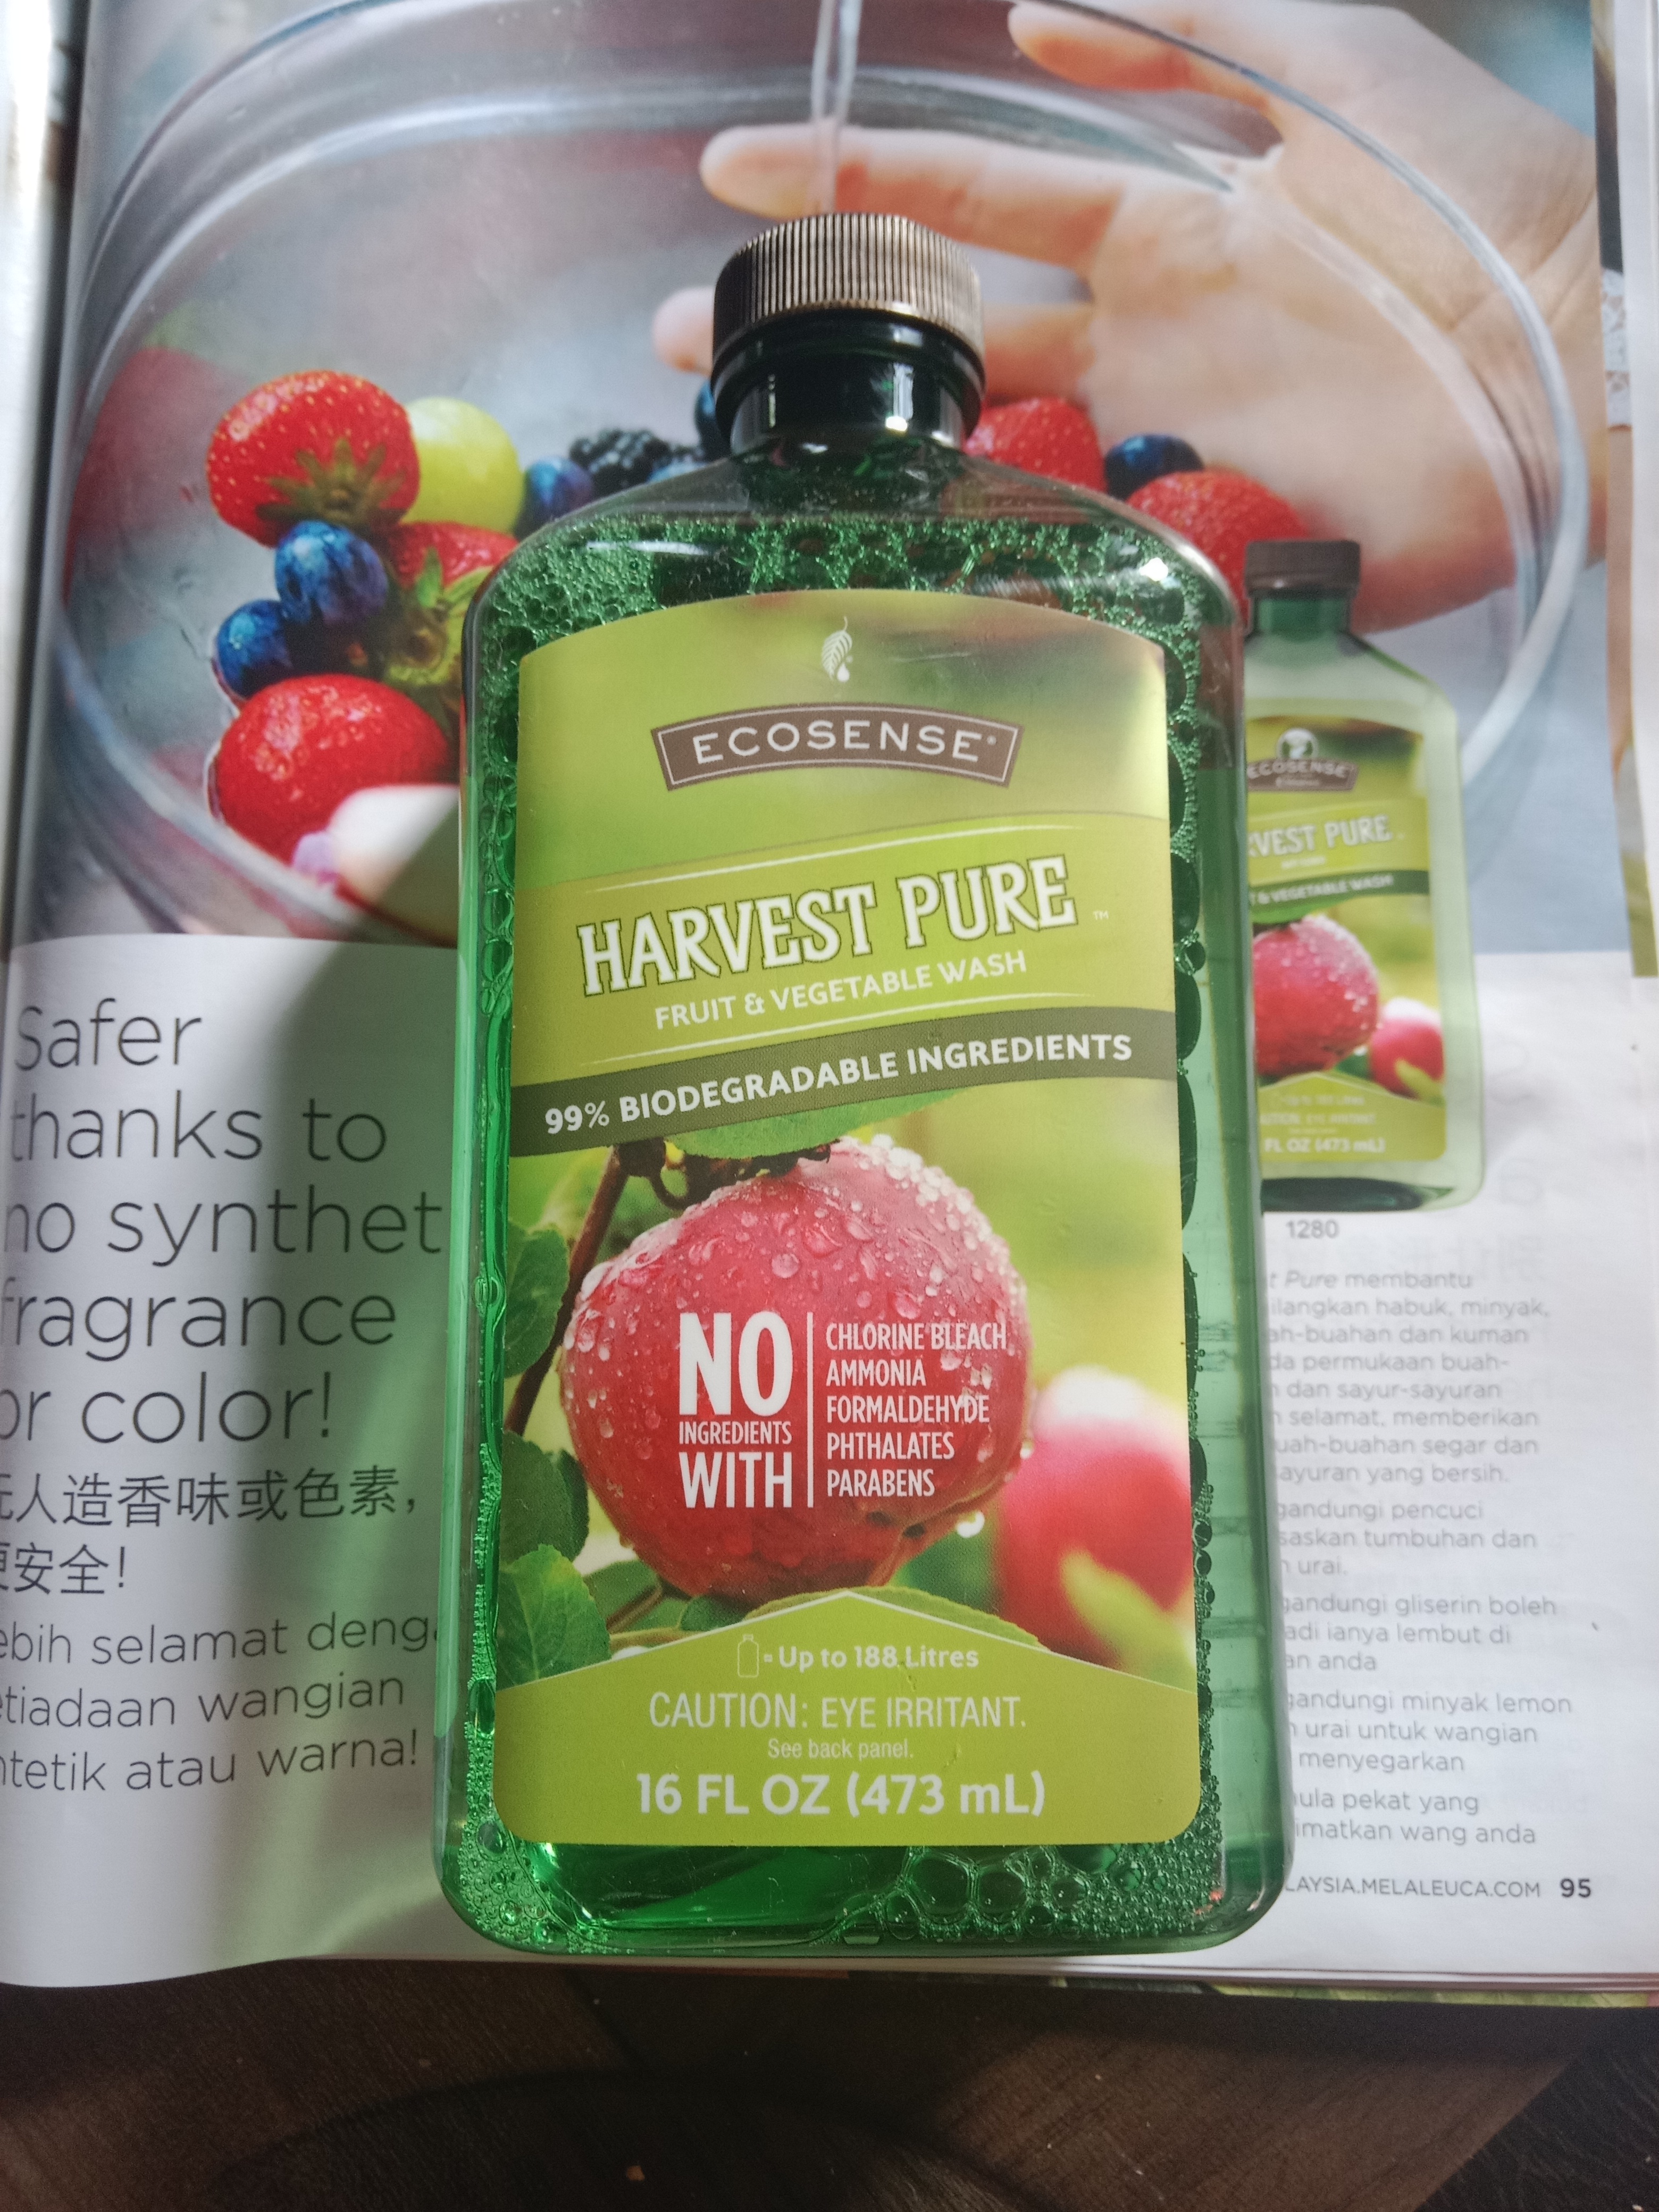 ECOSENSE®
HARVEST PURE™
FRUIT & VEGETABLE WASH
99% BIODEGRADABLE INGREDIENTS
NO
INGREDIENTS
WITH
CHLORINE BLEACH
AMMONIA
FORMALDEHYDE
PHTHALATES
PARABENS
= Up to 188 Litres
CAUTION: EYE IRRITANT.
See back panel.
16 FL OZ (473 mL)
Safer
thanks to
no synthet
fragrance
or color!
人造香味或色素，
更安全！
ebih selamat deng
etiadaan wangian
ntetik atau warna!
ECOSENSE
VEST PURE
& VEGETABLE WASH
FL OZ (473 mL)
1280
t Pure membantu
ilangkan habuk, minyak,
ah-buahan dan kuman
da permukaan buah-
n dan sayur-sayuran
n selamat, memberikan
uah-buahan segar dan
sayuran yang bersih.
gandungi pencuci
saskan tumbuhan dan
urai.
gandungi gliserin boleh
adi ianya lembut di
an anda
gandungi minyak lemon
urai untuk wangian
menyegarkan
ula pekat yang
imatkan wang anda
LAYSIA.MELALEUCA.COM 95